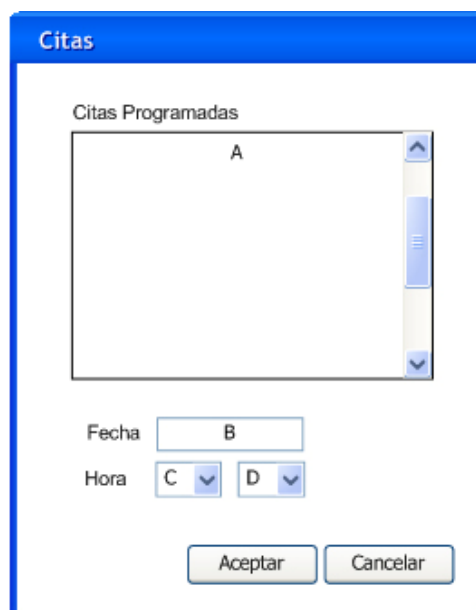 Citas
Citas Programadas
A
Fecha B
Hora C D
Aceptar Cancelar